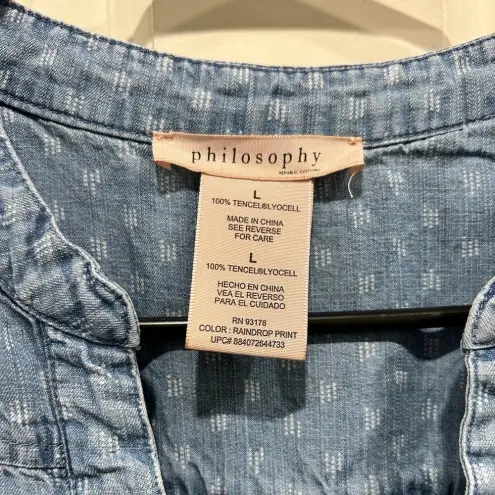 philosophy
REPUBLIC CLOTHING
L
100% TENCEL®LYOCELL
MADE IN CHINA
SEE REVERSE
FOR CARE
L
100% TENCEL®LYOCELL
HECHO EN CHINA
VEA EL REVERSO
PARA EL CUIDADO
RN 93178
COLOR : RAINDROP PRINT
UPC# 884072644733